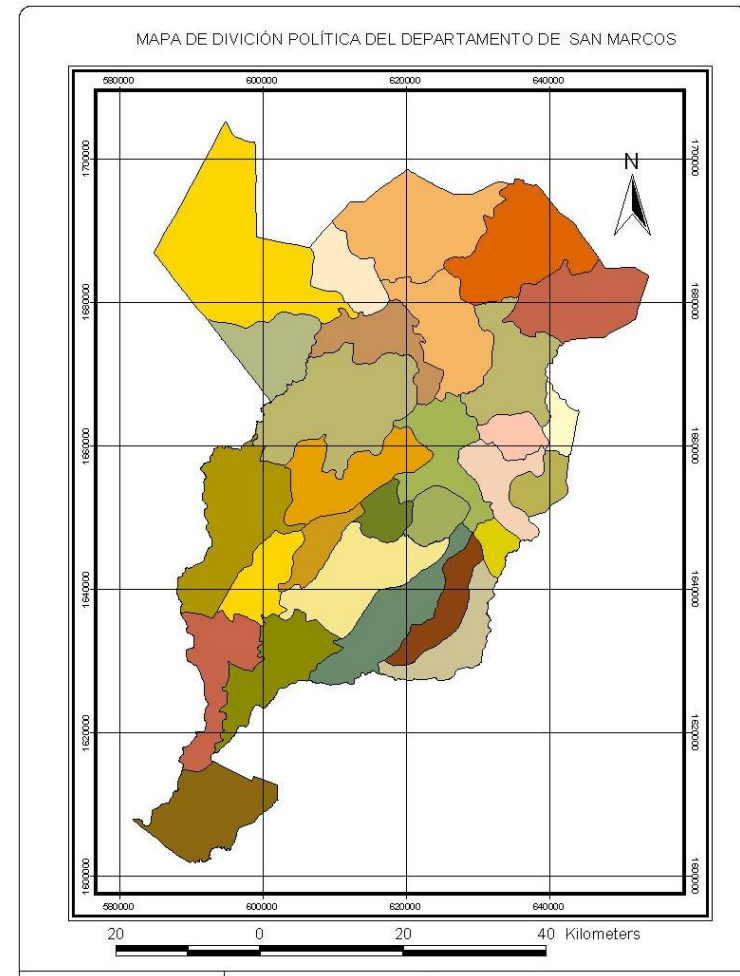 MAPA DE DIVICIÓN POLÍTICA DEL DEPARTAMENTO DE SAN MARCOS
580000 600000 620000 640000
N
1700000 1700000
1680000 1680000
1660000 1660000
1640000 1640000
1620000 1620000
1600000 1600000
580000 600000 620000 640000
20 0 20 40 Kilometers